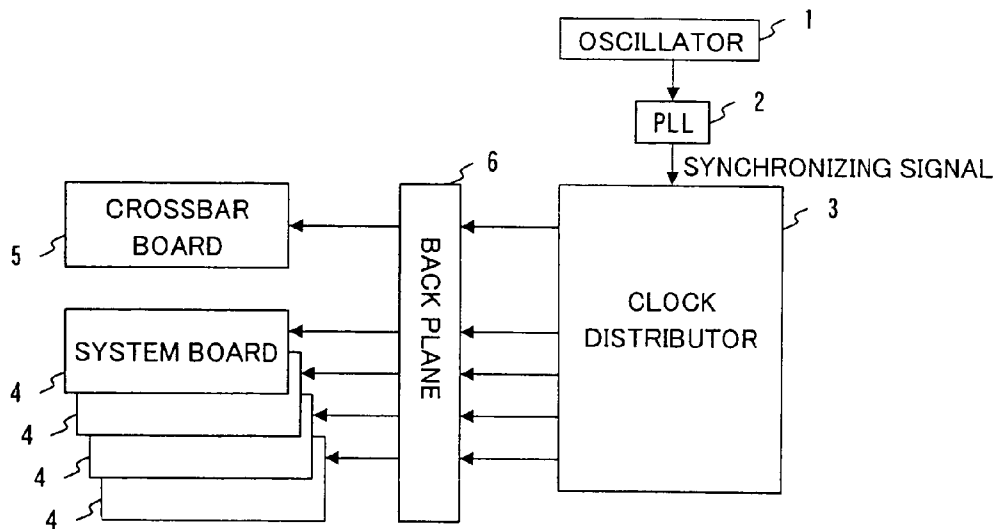 1
OSCILLATOR
2
PLL
SYNCHRONIZING SIGNAL
6
3
CROSSBAR
BOARD
5
BACK PLANE
CLOCK
DISTRIBUTOR
SYSTEM BOARD
4
4
4
4